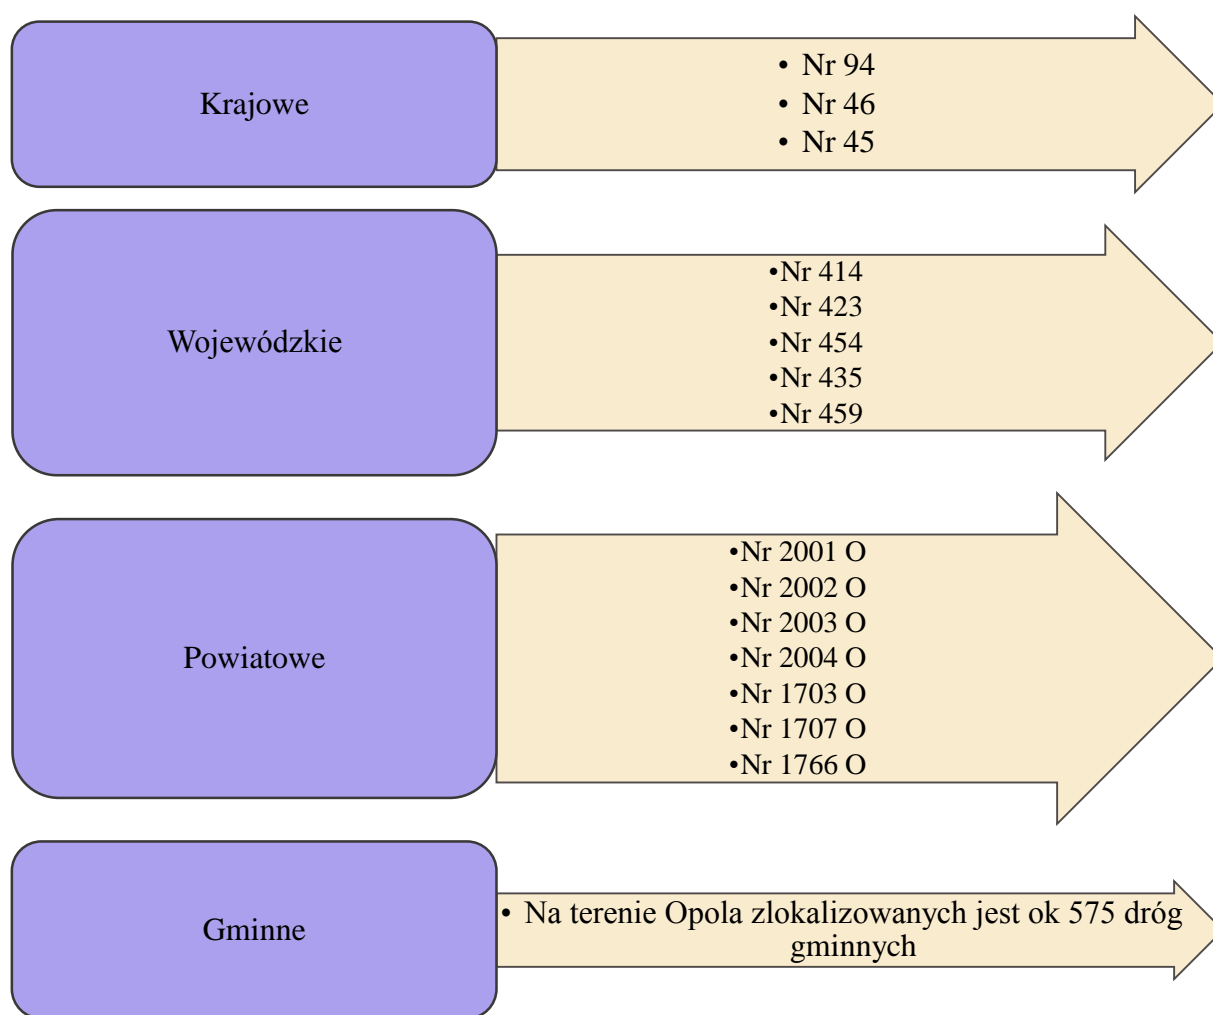 Krajowe
• Nr 94
• Nr 46
• Nr 45
Wojewódzkie
•Nr 414
•Nr 423
•Nr 454
•Nr 435
•Nr 459
Powiatowe
•Nr 2001 O
•Nr 2002 O
•Nr 2003 O
•Nr 2004 O
•Nr 1703 O
•Nr 1707 O
•Nr 1766 O
Gminne
• Na terenie Opola zlokalizowanych jest ok 575 dróg
gminnych